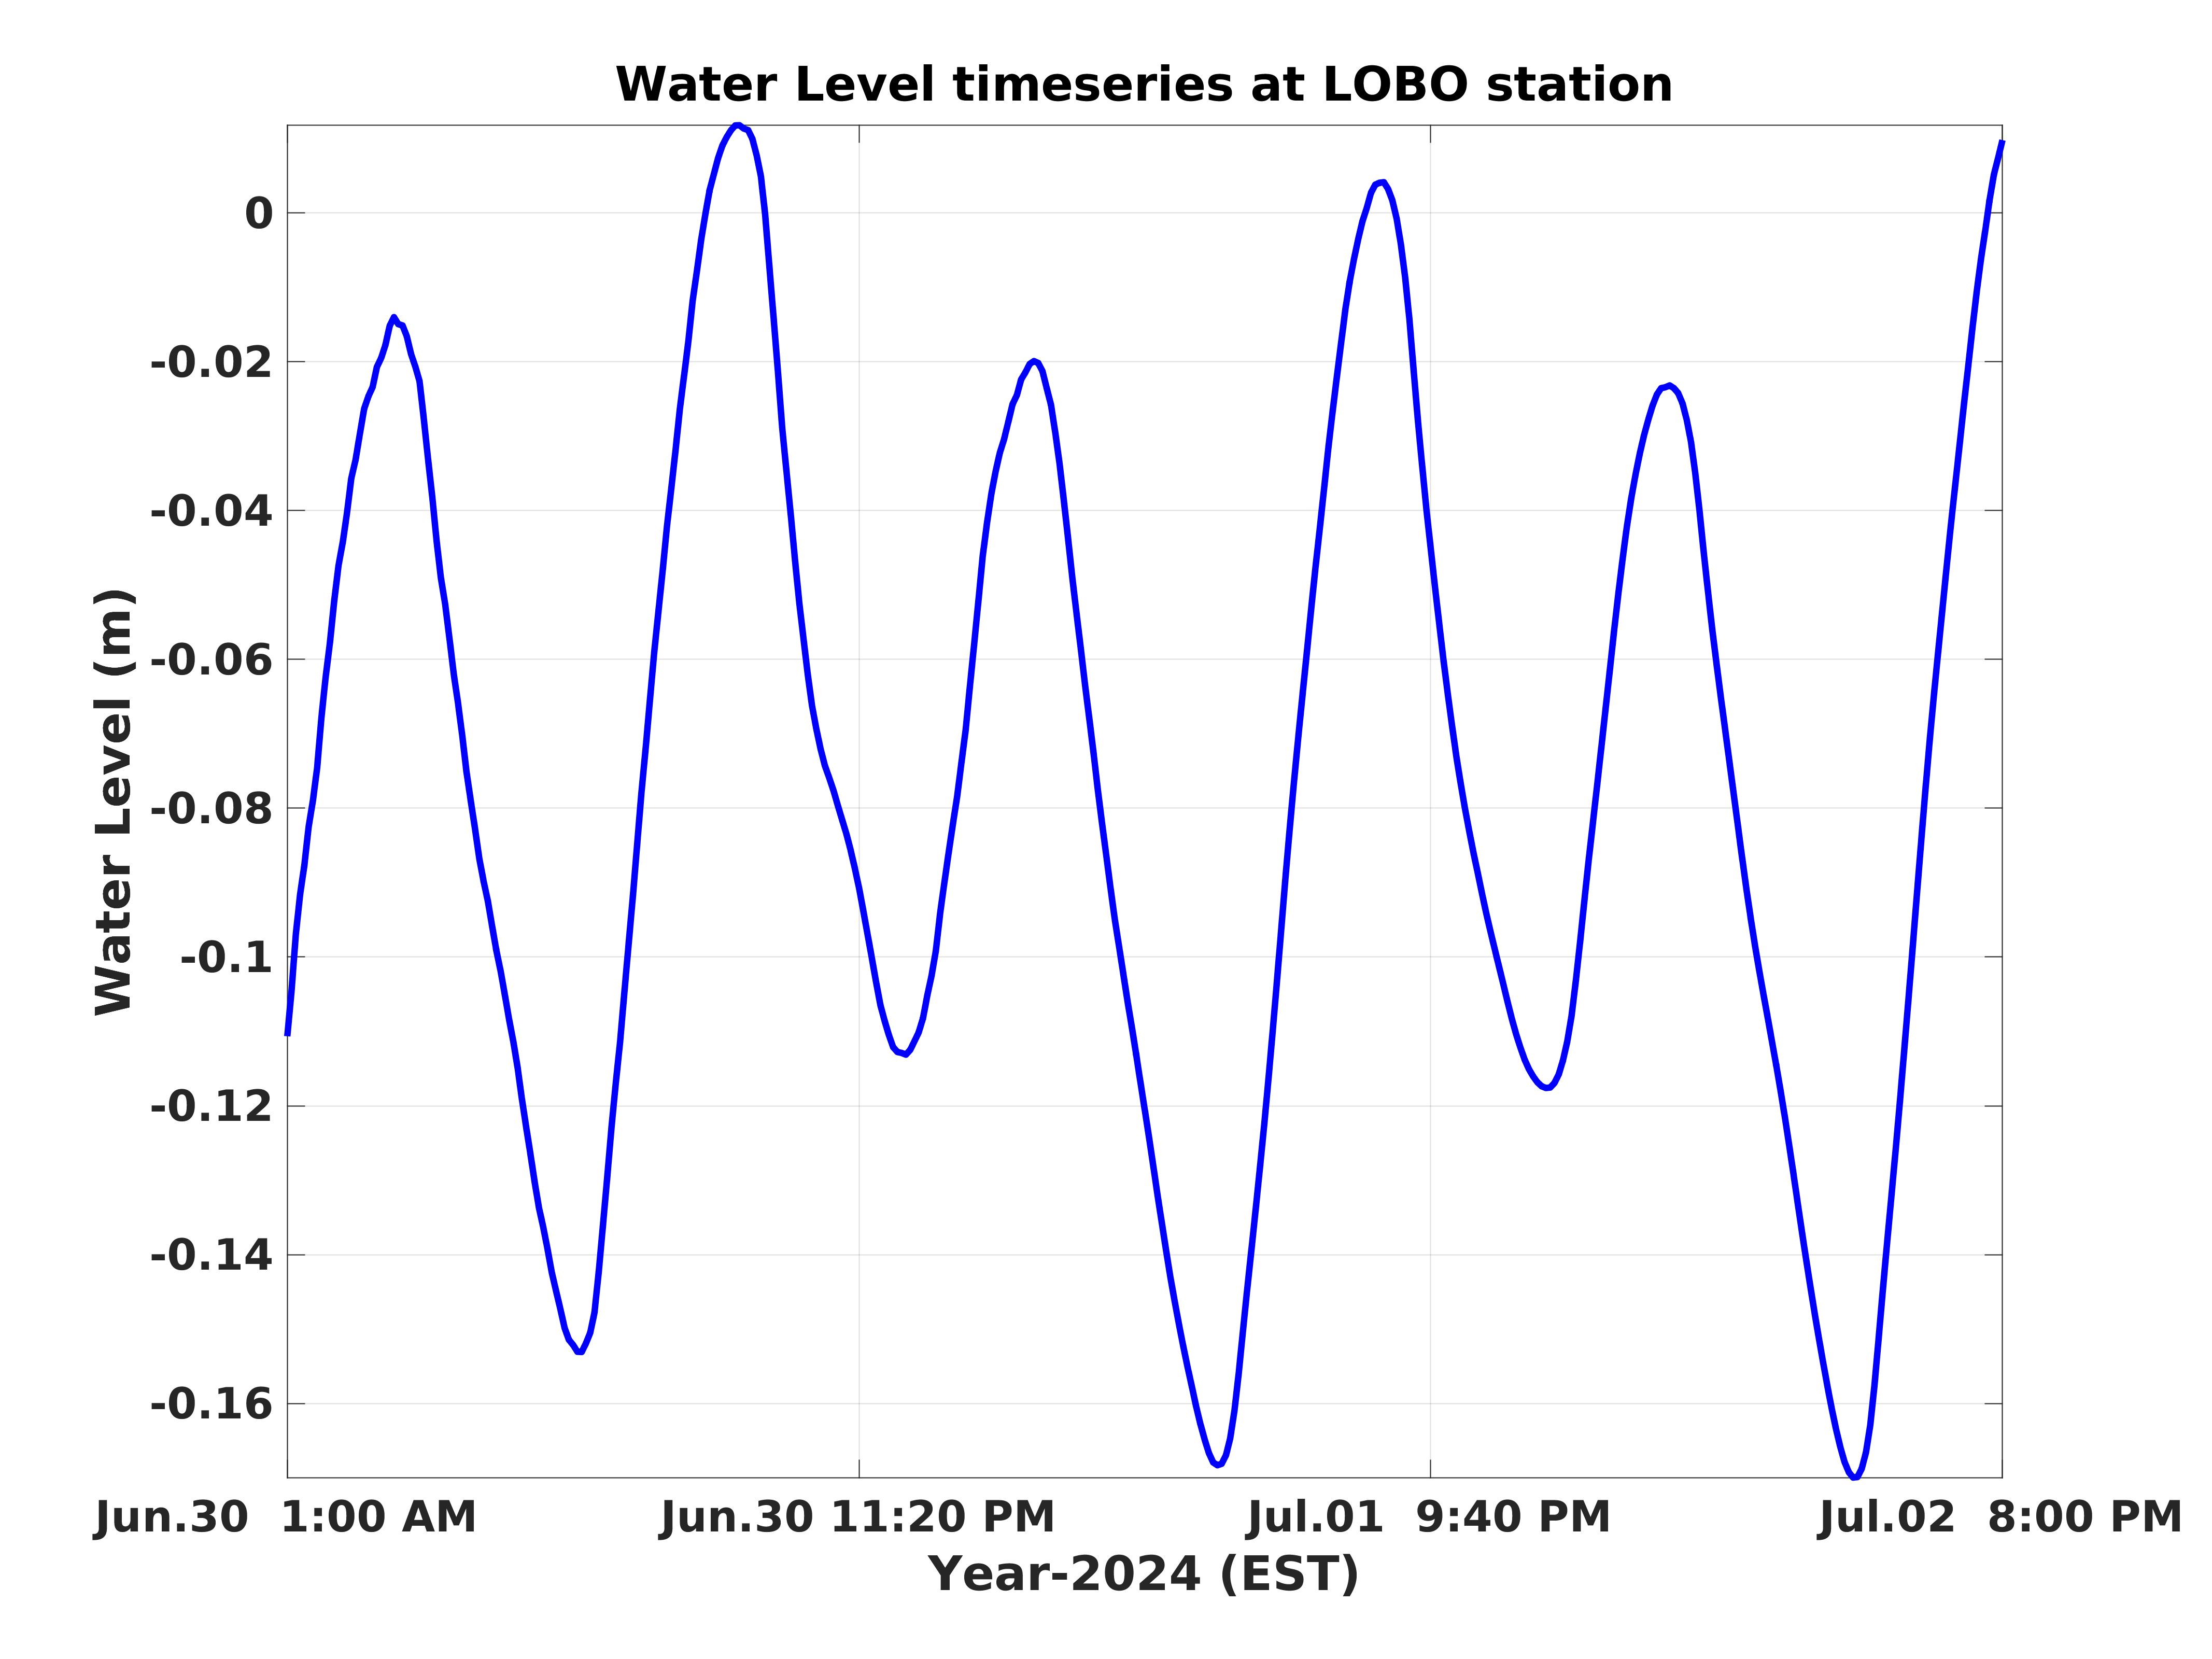 Water Level timeseries at LOBO station
Water Level (m)
0
-0.02
-0.04
-0.06
-0.08
-0.1
-0.12
-0.14
-0.16
Jun.30  1:00 AM
Jun.30 11:20 PM
Jul.01  9:40 PM
Jul.02  8:00 PM
Year-2024 (EST)